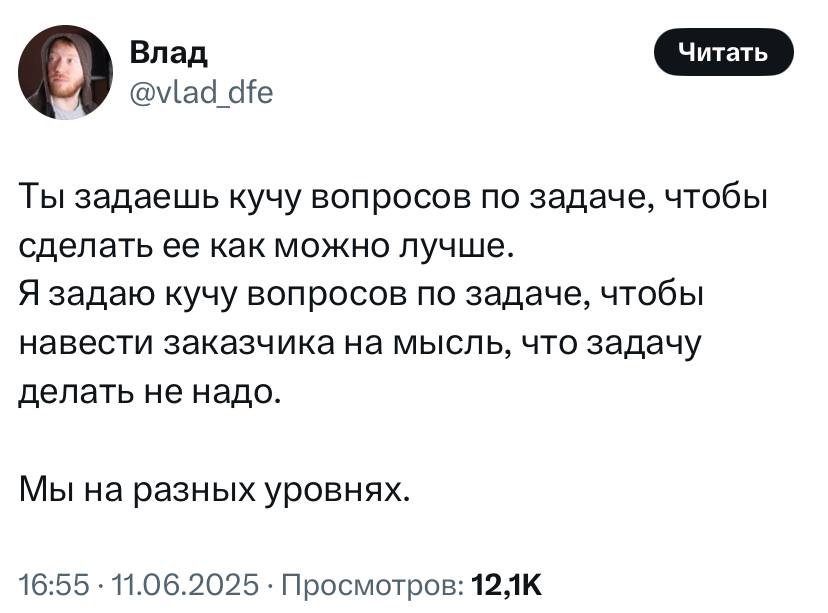 Влад
Читать
@vlad_dfe
Ты задаешь кучу вопросов по задаче, чтобы
сделать ее как можно лучше.
Я задаю кучу вопросов по задаче, чтобы
навести заказчика на мысль, что задачу
делать не надо.
Мы на разных уровнях.
16:55 · 11.06.2025 · Просмотров: 12,1K